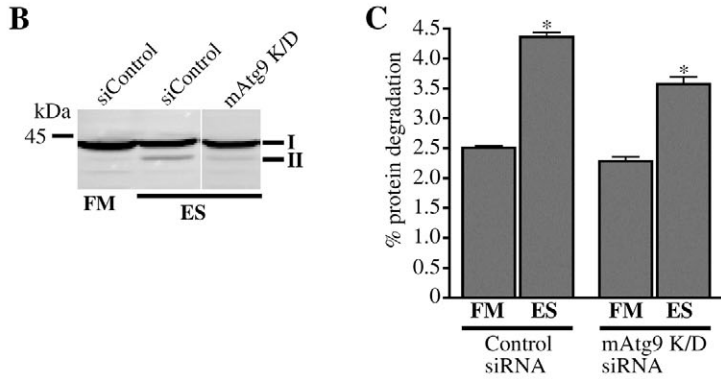 B
siControl
siControl
mAtg9 K/D
kDa
45
I
II
FM
ES
C
% protein degradation
4.5
4.0
3.5
3.0
2.5
2.0
1.5
1.0
0.5
0
*
*
FM
ES
FM
ES
Control
siRNA
mAtg9 K/D
siRNA